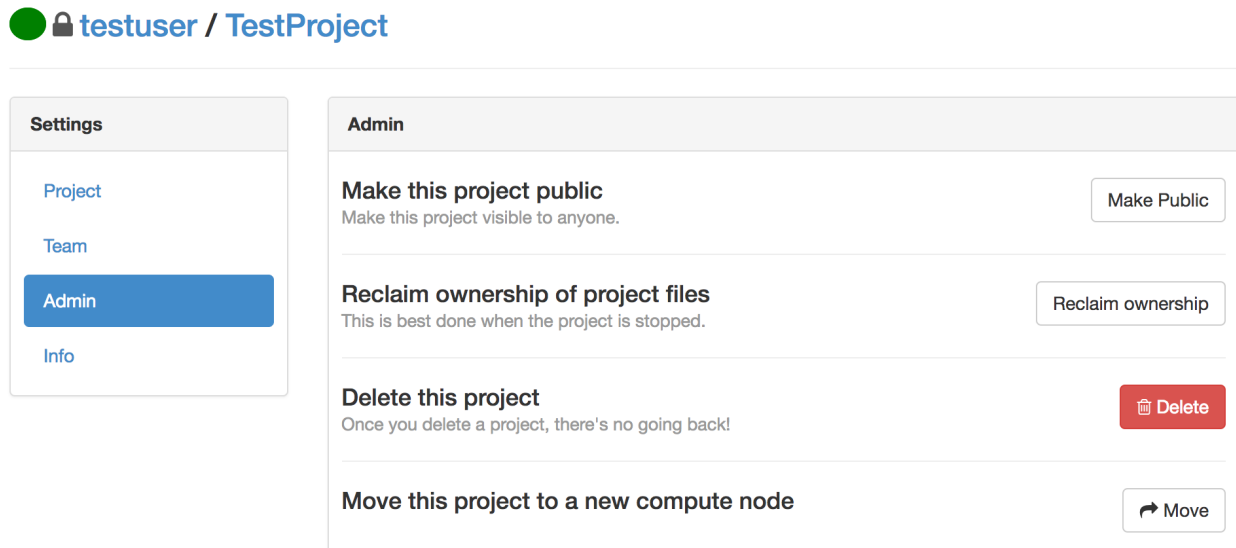 testuser / TestProject
Settings
Project
Team
Admin
Info
Admin
Make this project public
Make this project visible to anyone.
Make Public
Reclaim ownership of project files
This is best done when the project is stopped.
Reclaim ownership
Delete this project
Once you delete a project, there's no going back!
Delete
Move this project to a new compute node
Move